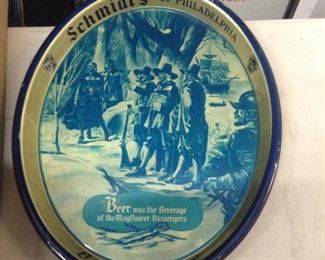 Schmidt's OF PHILADELPHIA
Beer was the Beverage
of the Mayflower Passengers